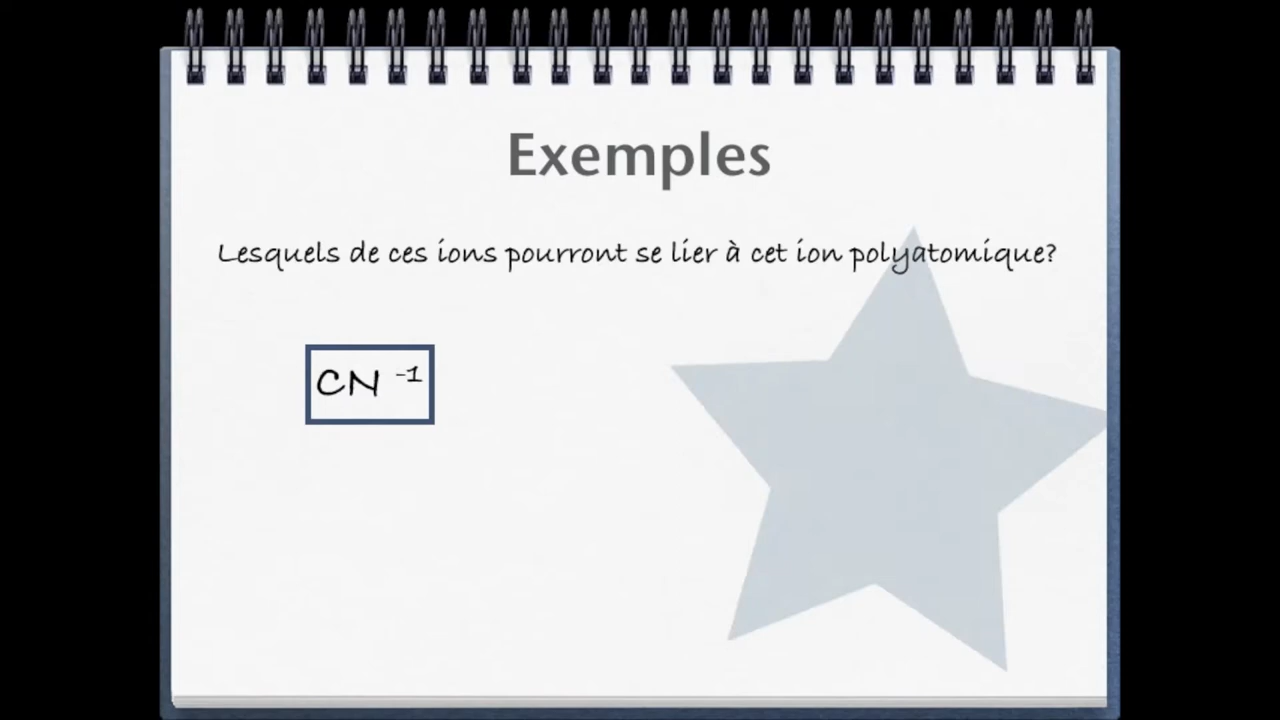 Exemples
Lesquels de ces ions pourront se lier à cet ion polyatomique?
CN ⁻¹